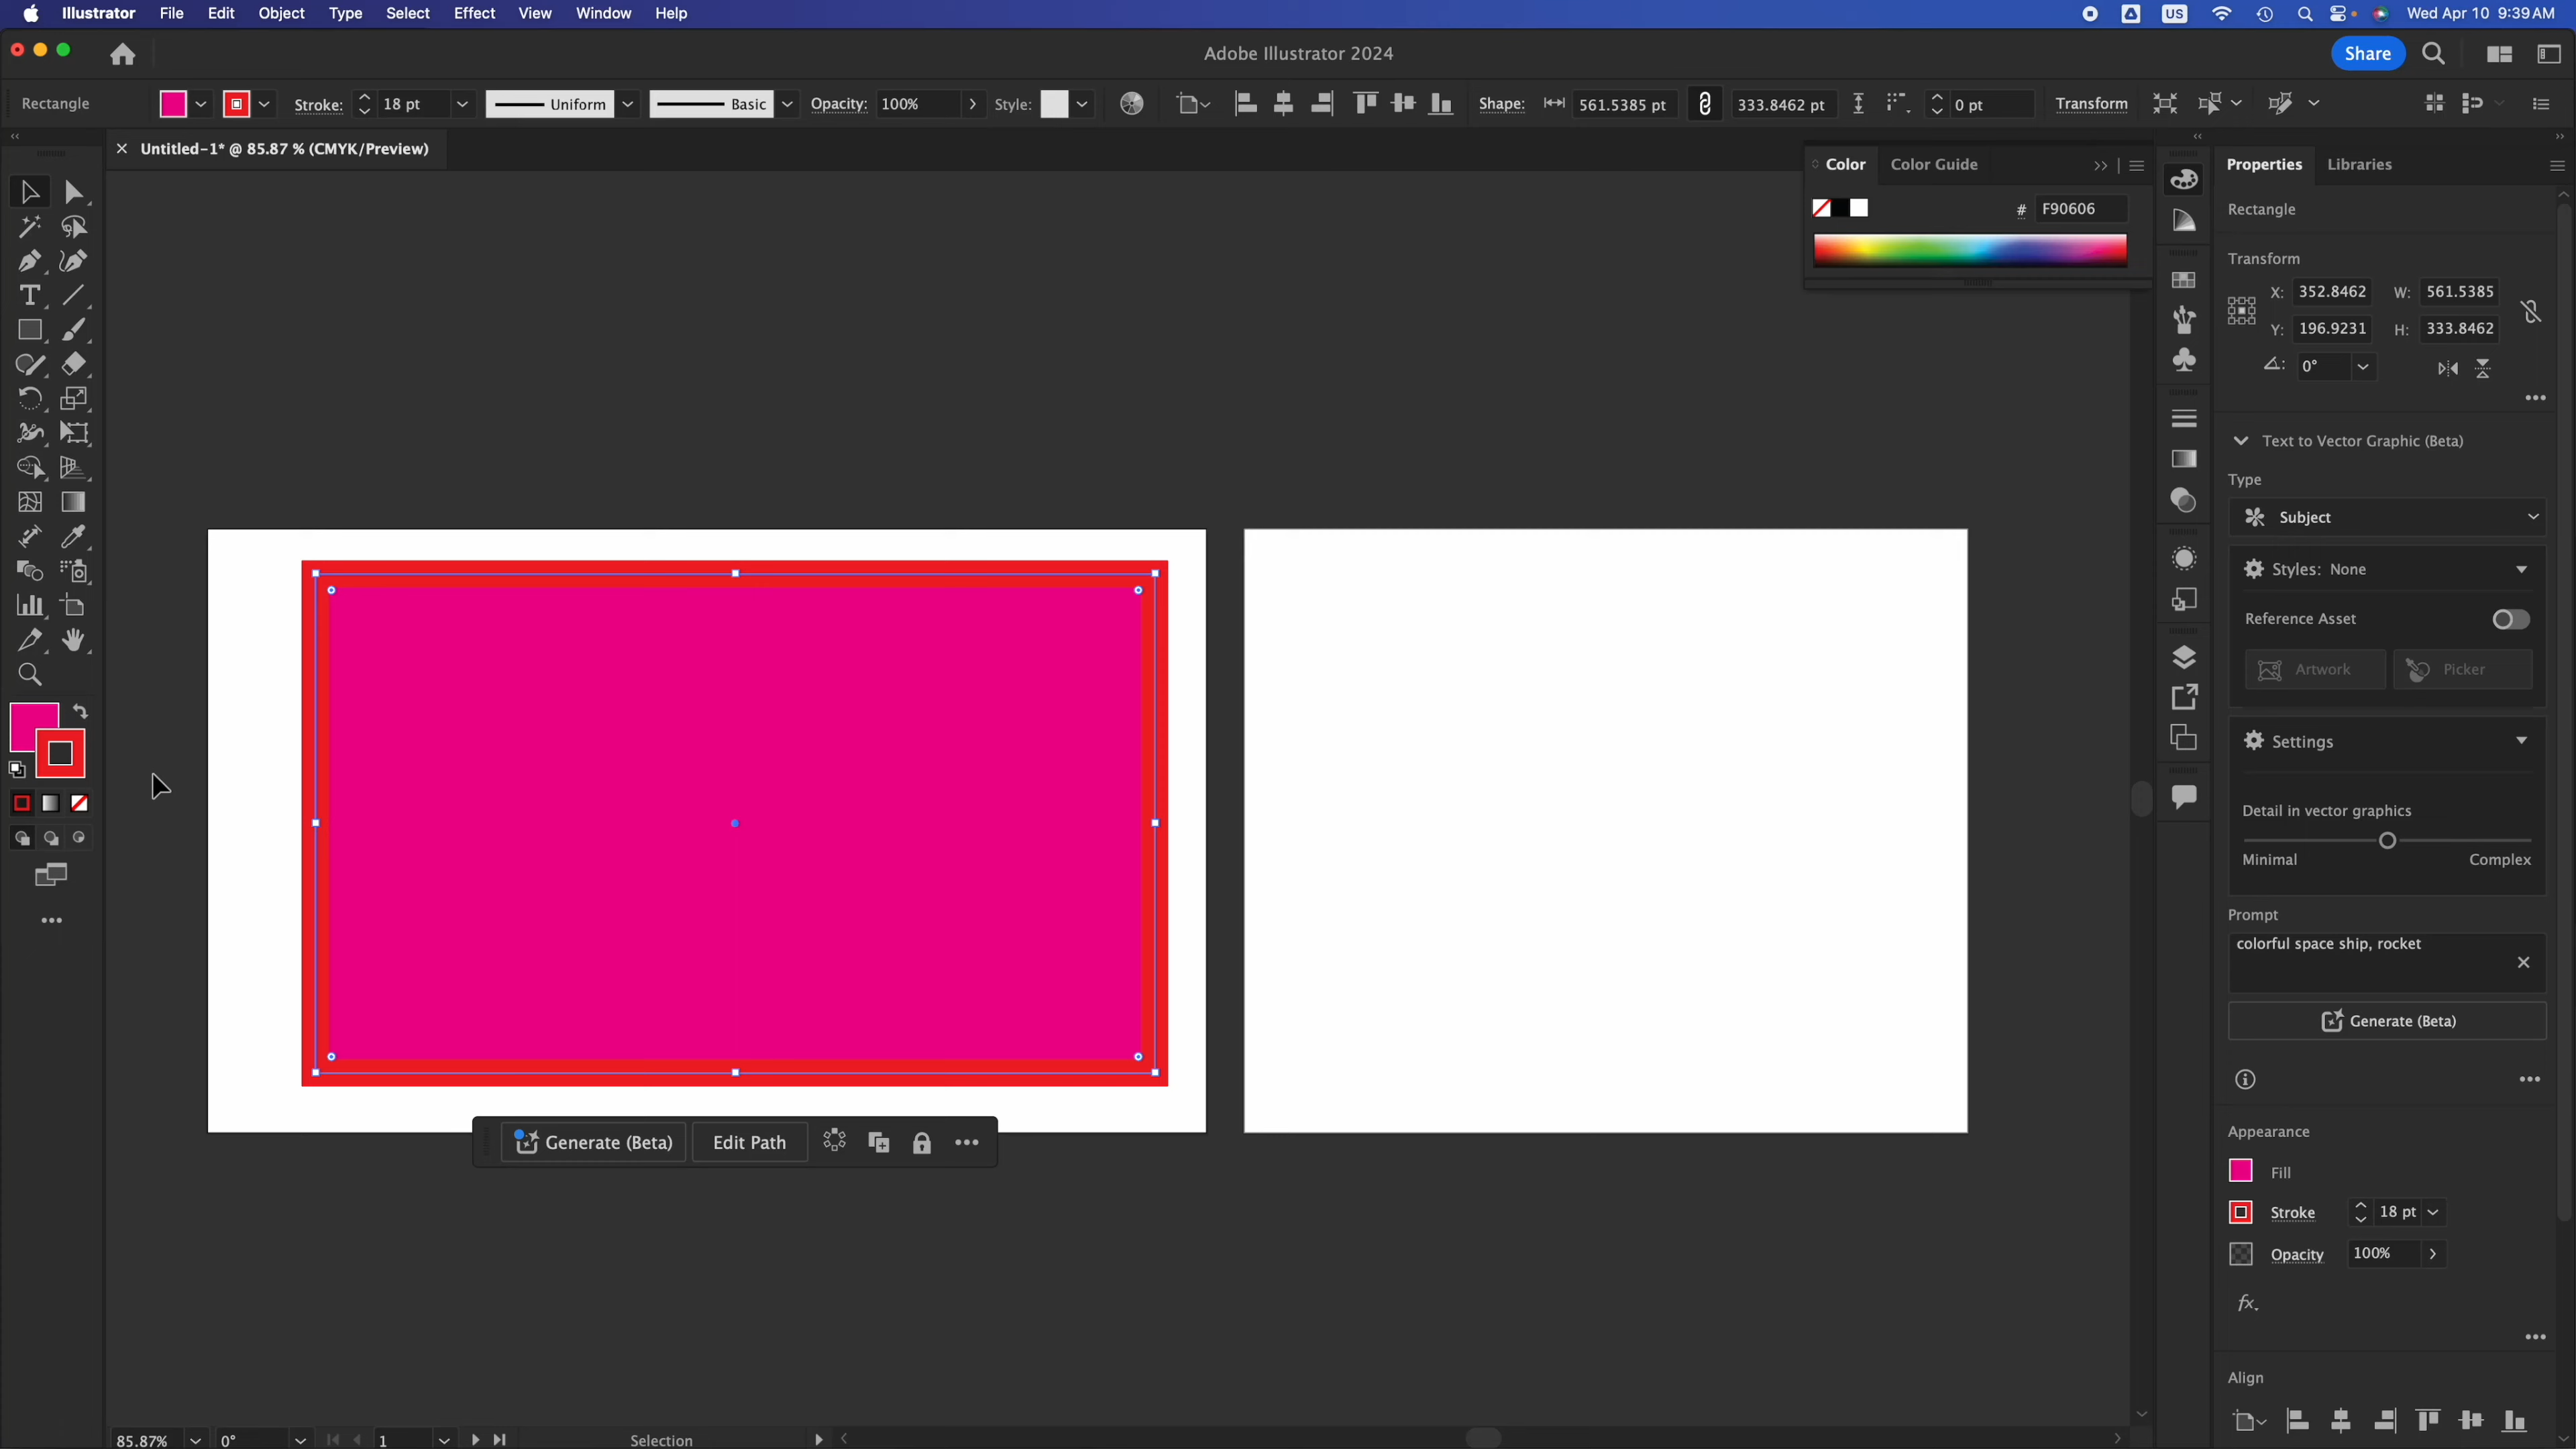 Illustrator File Edit Object Type Select Effect View Window Help US Wed Apr 10 9:39 AM
Adobe Illustrator 2024 Share
Rectangle Stroke: 18 pt Uniform Basic Opacity: 100% Style: Shape: 561.5385 pt 333.8462 pt 0 pt Transform
Untitled-1* @ 85.87 % (CMYK/Preview)
Color Color Guide
# F90606
Properties Libraries
Rectangle
Transform
X: 352.8462 W: 561.5385
Y: 196.9231 H: 333.8462
0°
Text to Vector Graphic (Beta)
Type
Subject
Styles: None
Reference Asset
Artwork Picker
Settings
Detail in vector graphics
Minimal Complex
Prompt
colorful space ship, rocket
Generate (Beta)
Appearance
Fill
Stroke 18 pt
Opacity 100%
fx
Align
Generate (Beta) Edit Path
85.87% 0° 1 Selection